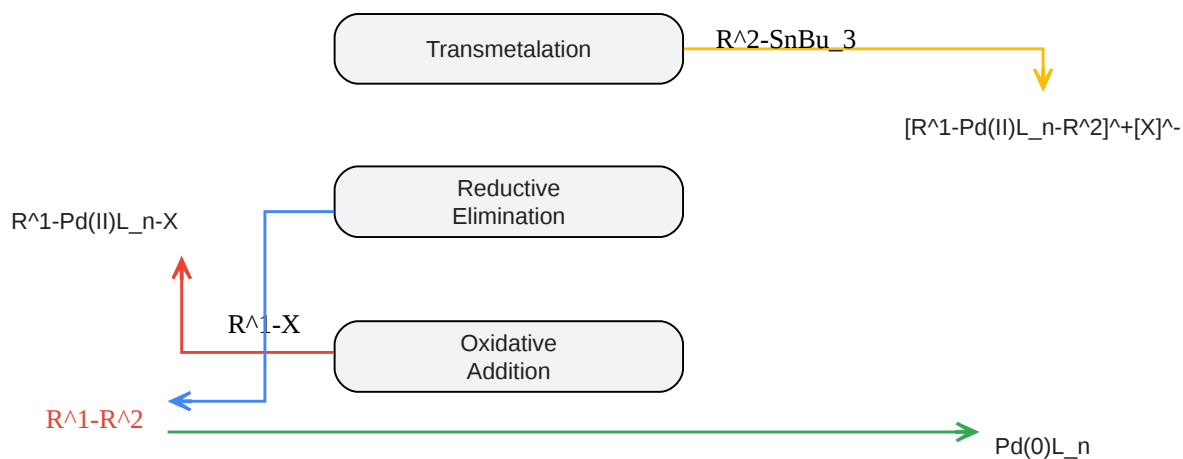 Transmetalation
R^2-SnBu_3
[R^1-Pd(II)L_n-R^2]^+[X]^-
Reductive
Elimination
R^1-Pd(II)L_n-X
R^1-X
Oxidative
Addition
R^1-R^2
Pd(0)L_n